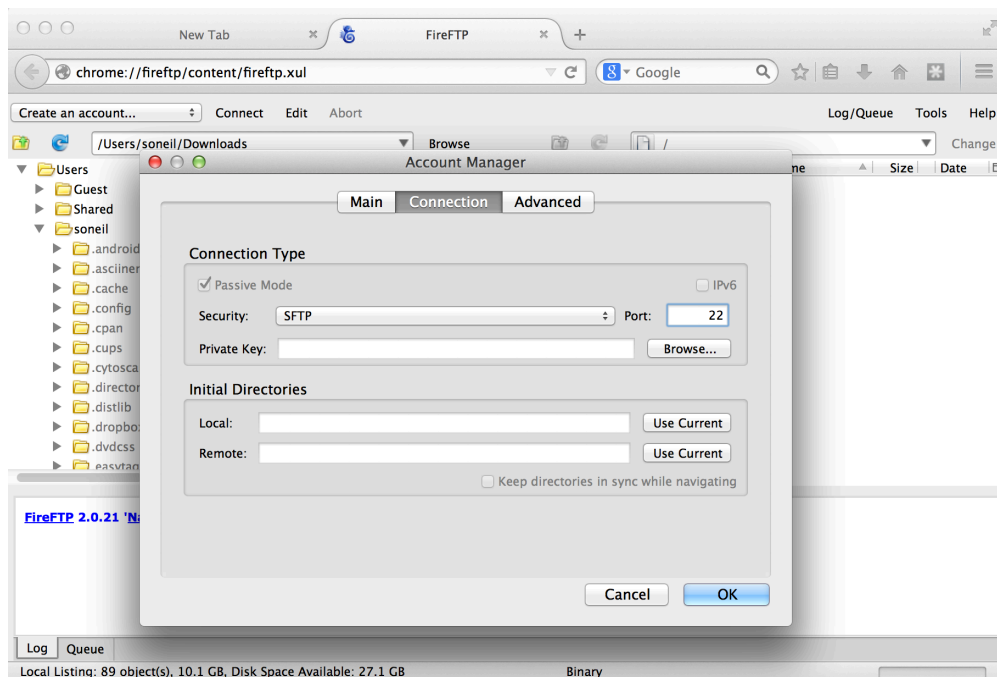 New Tab
FireFTP
chrome://fireftp/content/fireftp.xul
Google
Create an account...
Connect
Edit
Abort
Log/Queue
Tools
Help
/Users/soneil/Downloads
Browse
/
Change
Account Manager
Users
Guest
Shared
soneil
.android
.asciiner
.cache
.config
.cpan
.cups
.cytosca
.director
.distlib
.dropbo
.dvdcss
.easytag
me
Size
Date
Main
Connection
Advanced
Connection Type
Passive Mode
IPv6
Security:
SFTP
Port:
22
Private Key:
Browse...
Initial Directories
Local:
Use Current
Remote:
Use Current
Keep directories in sync while navigating
FireFTP 2.0.21 'Na
Cancel
OK
Log
Queue
Local Listing: 89 object(s), 10.1 GB, Disk Space Available: 27.1 GB
Binary